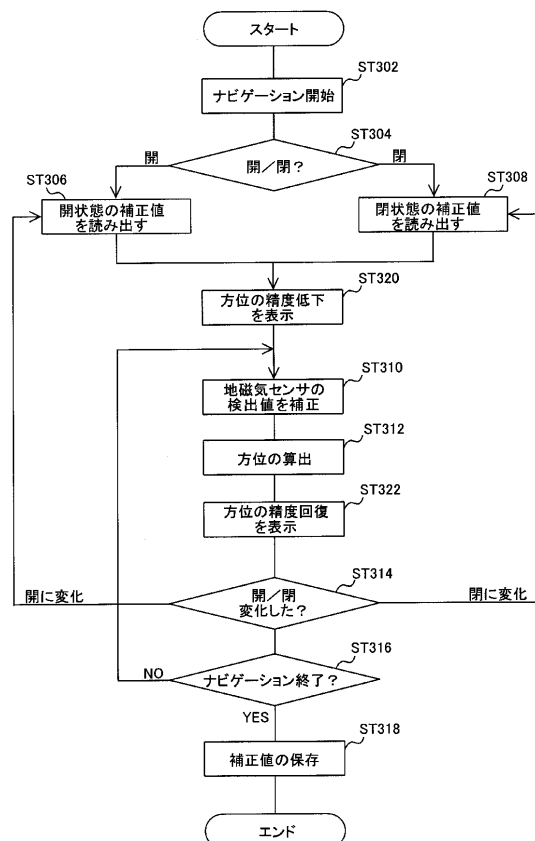 スタート
ST302
ナビゲーション開始
ST304
開／閉？
開
閉
ST306
開状態の補正値
を読み出す
ST308
閉状態の補正値
を読み出す
ST320
方位の精度低下
を表示
ST310
地磁気センサの
検出値を補正
ST312
方位の算出
ST322
方位の精度回復
を表示
ST314
開／閉
変化した？
開に変化
閉に変化
ST316
ナビゲーション終了？
NO
YES
ST318
補正値の保存
エンド